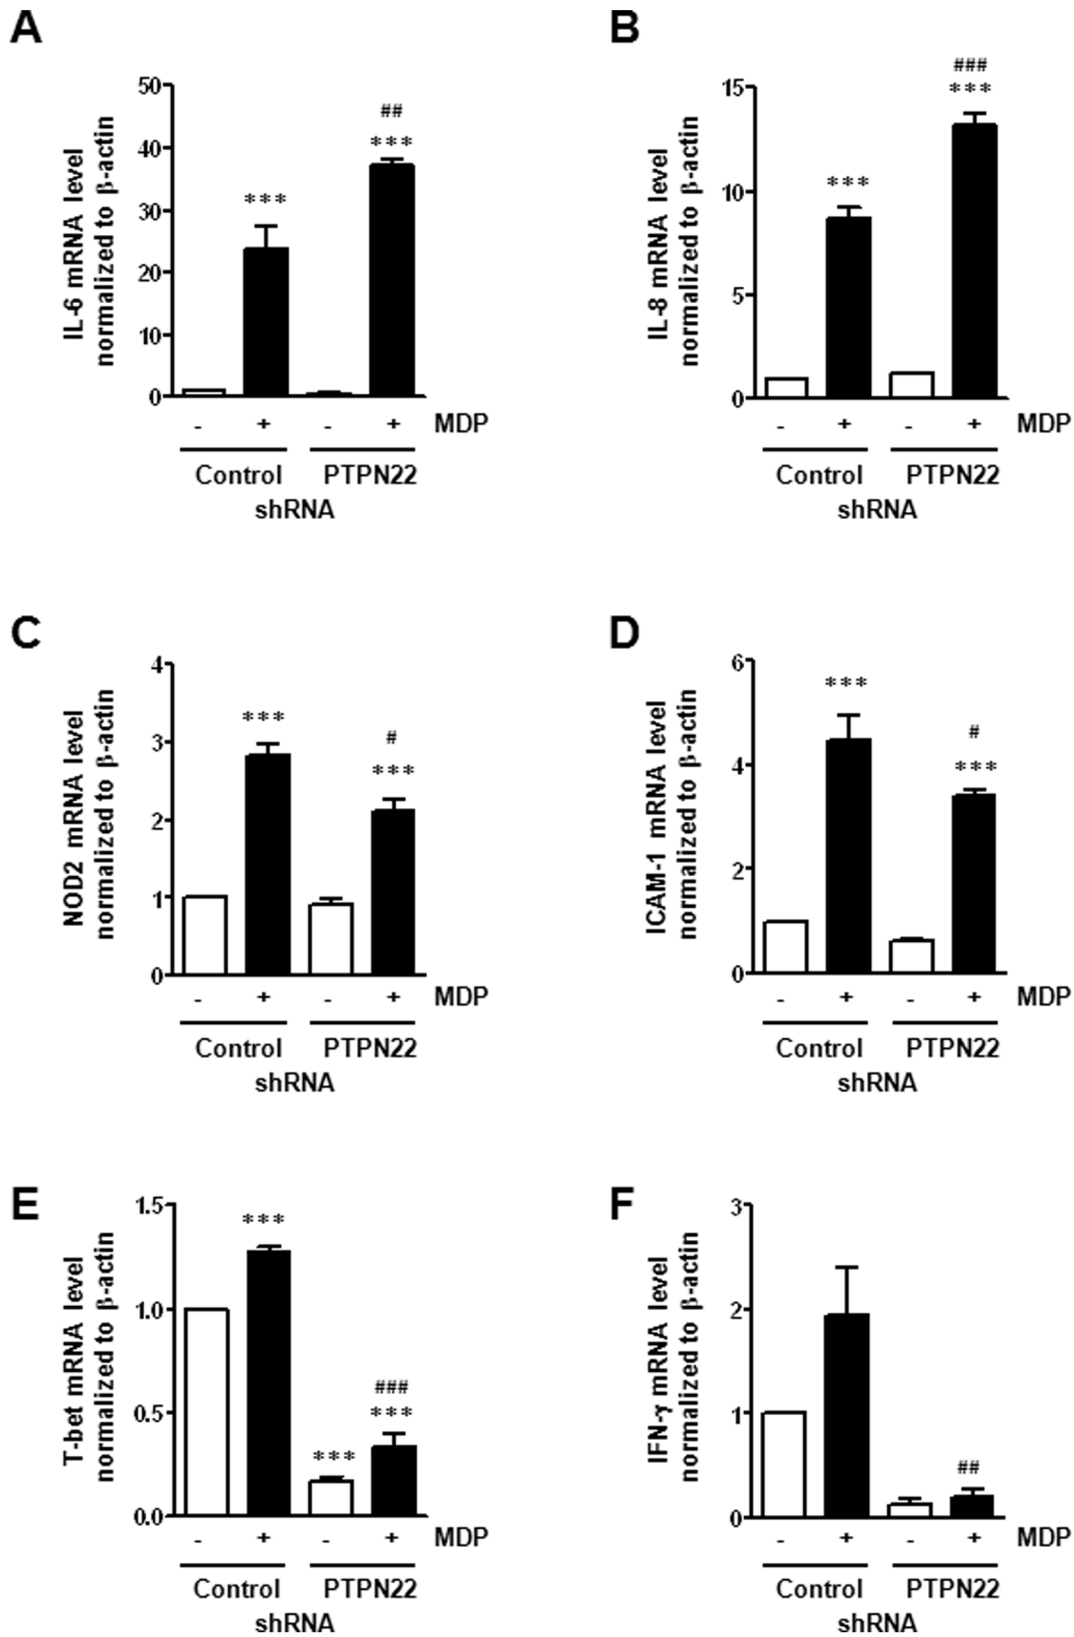 A
B
IL-6 mRNA level
normalized to β-actin
50
40
30
20
10
0
***
##
***
- + - + MDP
Control PTPN22
shRNA
IL-8 mRNA level
normalized to β-actin
15
10
5
0
***
###
***
- + - + MDP
Control PTPN22
shRNA
C
D
NOD2 mRNA level
normalized to β-actin
4
3
2
1
0
***
#
***
- + - + MDP
Control PTPN22
shRNA
ICAM-1 mRNA level
normalized to β-actin
6
4
2
0
***
#
***
- + - + MDP
Control PTPN22
shRNA
E
F
T-bet mRNA level
normalized to β-actin
1.5
1.0
0.5
0.0
***
***
###
***
- + - + MDP
Control PTPN22
shRNA
IFN-γ mRNA level
normalized to β-actin
3
2
1
0
##
- + - + MDP
Control PTPN22
shRNA